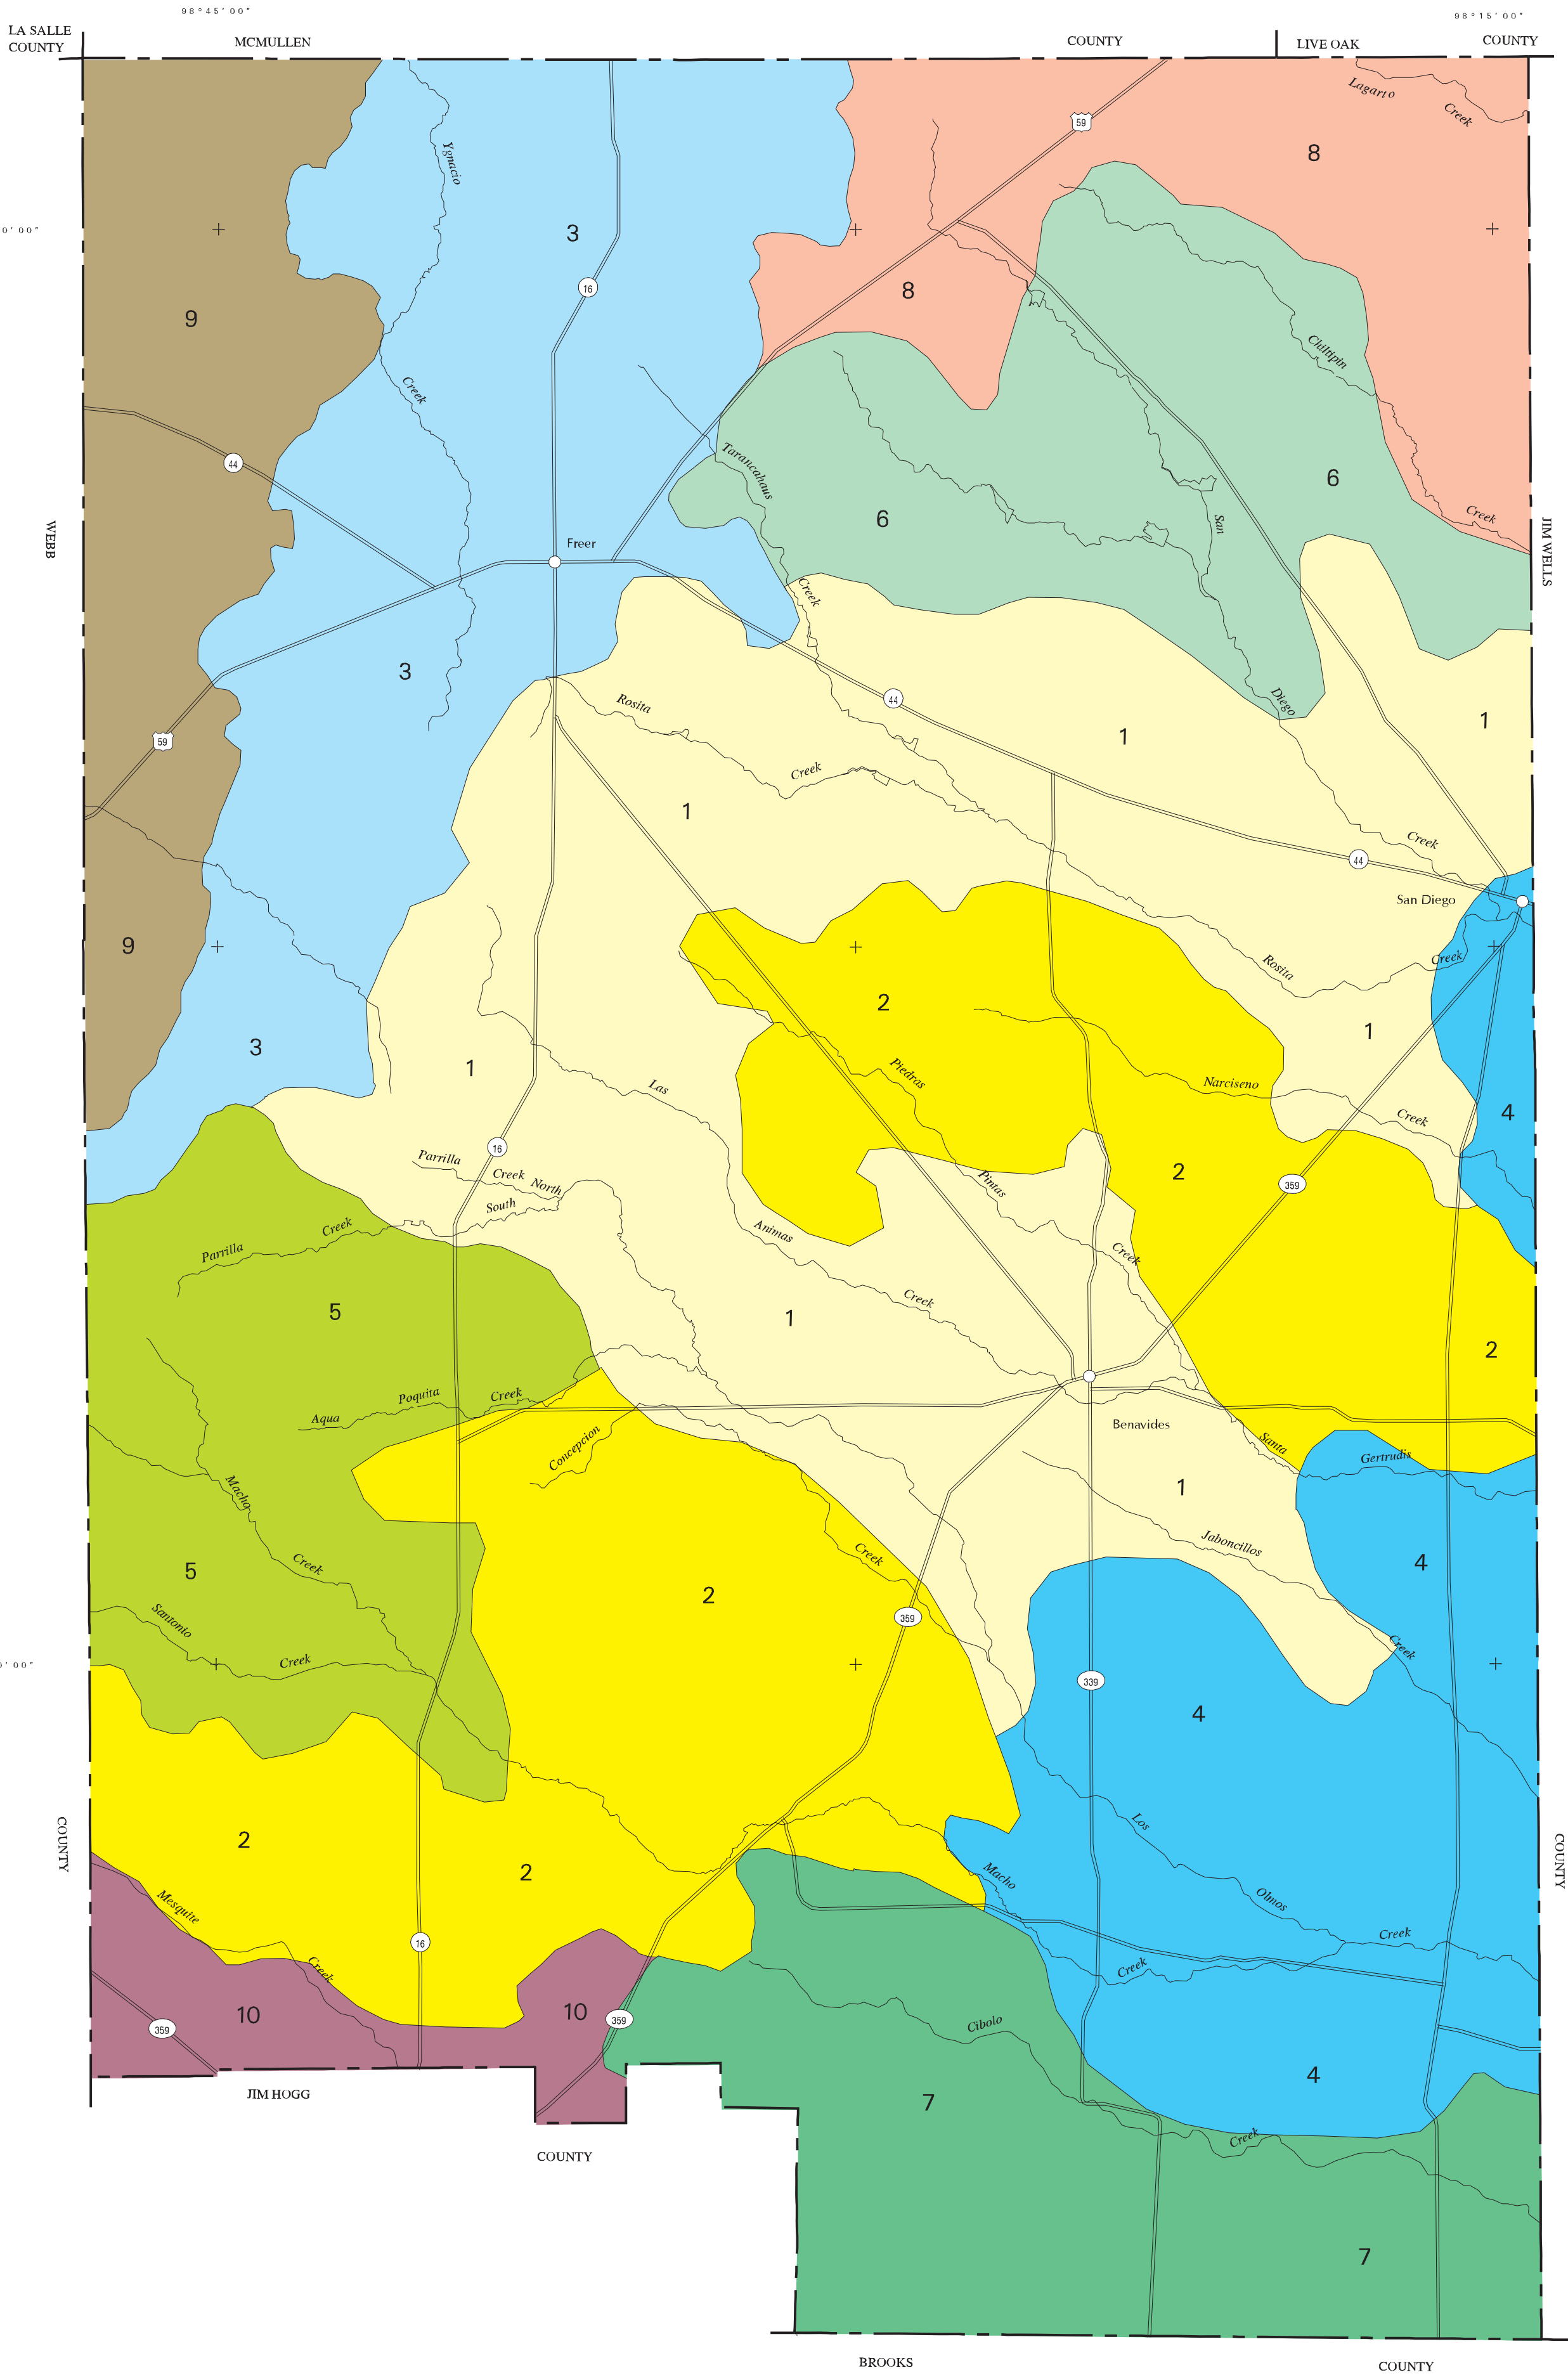 98°45'00"
98°15'00"
LA SALLE
COUNTY
MCMULLEN
COUNTY
LIVE OAK
COUNTY
Lagarto
Creek
59
8
Ygnacio
3
0'00"
16
8
9
Chiltipin
Creek
44
Tarancahaus
6
6
Creek
San
WEBB
JIM WELLS
Freer
Creek
3
Diego
Rosita
44
1
1
59
Creek
1
Creek
44
San Diego
9
Creek
Rosita
2
1
3
1
Las
Piedras
Narciseno
Creek
4
16
Parrilla
Creek
North
South
Pintas
2
359
Parrilla
Creek
Animas
Creek
5
Creek
1
2
Aqua
Poquita
Creek
Benavides
Concepcion
Santa
Gertrudis
Macho
1
Creek
Creek
Jaboncillos
4
5
2
Santonio
359
Creek
Creek
339
4
COUNTY
Los
COUNTY
2
2
Macho
Mesquite
Olmos
16
Creek
Creek
Creek
10
10
359
359
Cibolo
4
JIM HOGG
7
Creek
COUNTY
7
BROOKS
COUNTY